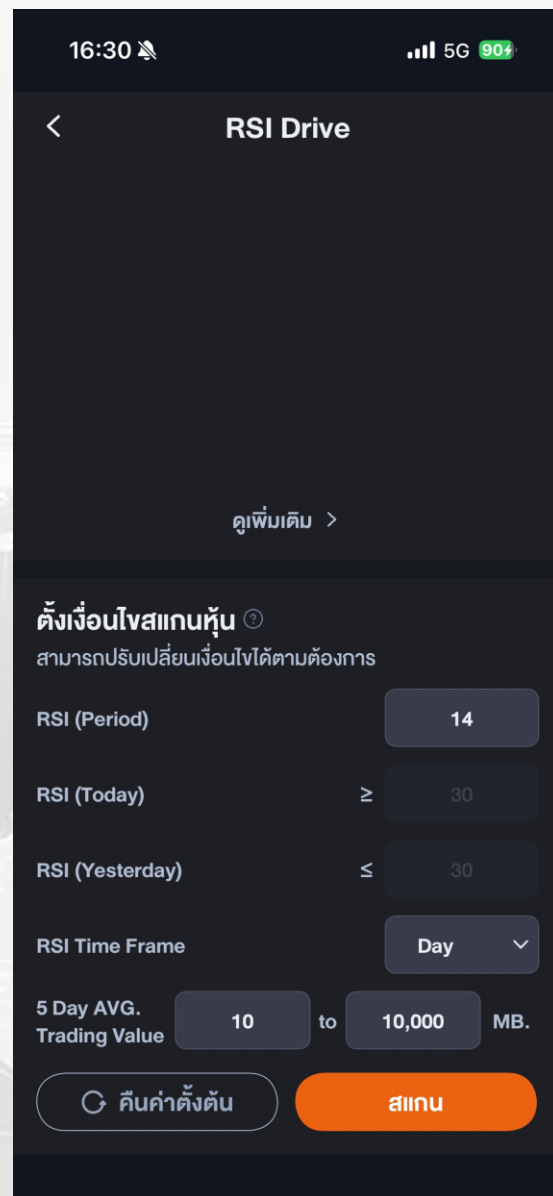 16:30
5G 90
RSI Drive
ดูเพิ่มเติม >
ตั้งเงื่อนไขสแกนหุ้น ?
สามารถปรับเปลี่ยนเงื่อนไขได้ตามต้องการ
RSI (Period) 14
RSI (Today) ≥ 30
RSI (Yesterday) ≤ 30
RSI Time Frame Day
5 Day AVG.
Trading Value 10 to 10,000 MB.
คืนค่าตั้งต้น สแกน